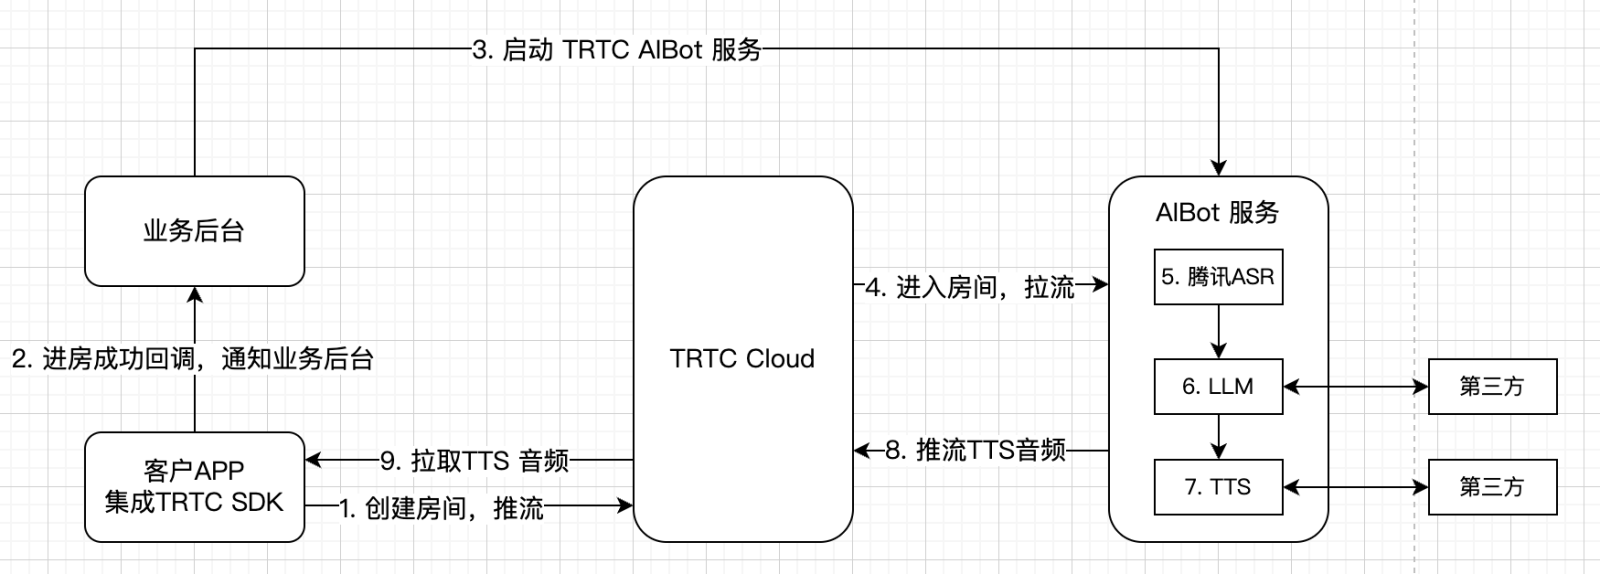 3. 启动 TRTC AIBot 服务
业务后台
AIBot 服务
5. 腾讯ASR
4. 进入房间，拉流
2. 进房成功回调，通知业务后台
TRTC Cloud
6. LLM
第三方
8. 推流TTS音频
9. 拉取TTS 音频
客户APP
集成TRTC SDK
1. 创建房间，推流
7. TTS
第三方